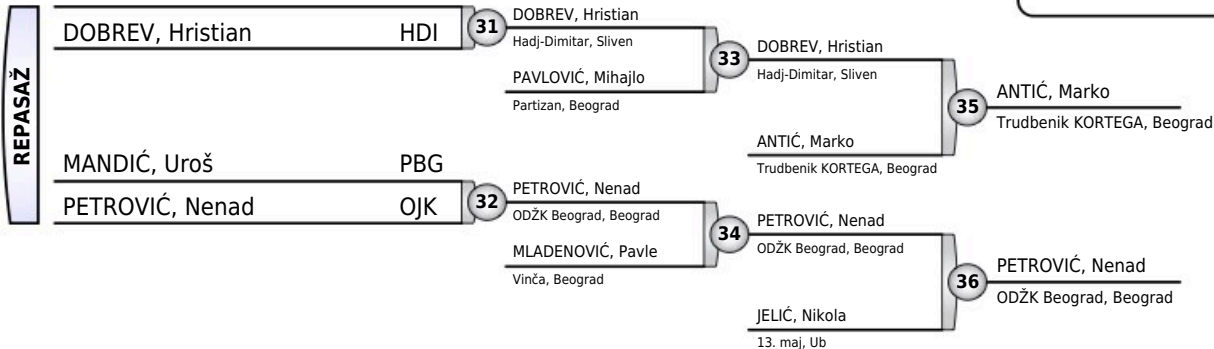 REPASAŽ
DOBREV, Hristian HDI
31
DOBREV, Hristian
Hadj-Dimitar, Sliven
PAVLOVIĆ, Mihajlo
Partizan, Beograd
33
DOBREV, Hristian
Hadj-Dimitar, Sliven
ANTIĆ, Marko
Trudbenik KORTEGA, Beograd
35
ANTIĆ, Marko
Trudbenik KORTEGA, Beograd
MANDIĆ, Uroš PBG
PETROVIĆ, Nenad OJK
32
PETROVIĆ, Nenad
ODŽK Beograd, Beograd
MLADENOVIĆ, Pavle
Vinča, Beograd
34
PETROVIĆ, Nenad
ODŽK Beograd, Beograd
JELIĆ, Nikola
13. maj, Ub
36
PETROVIĆ, Nenad
ODŽK Beograd, Beograd